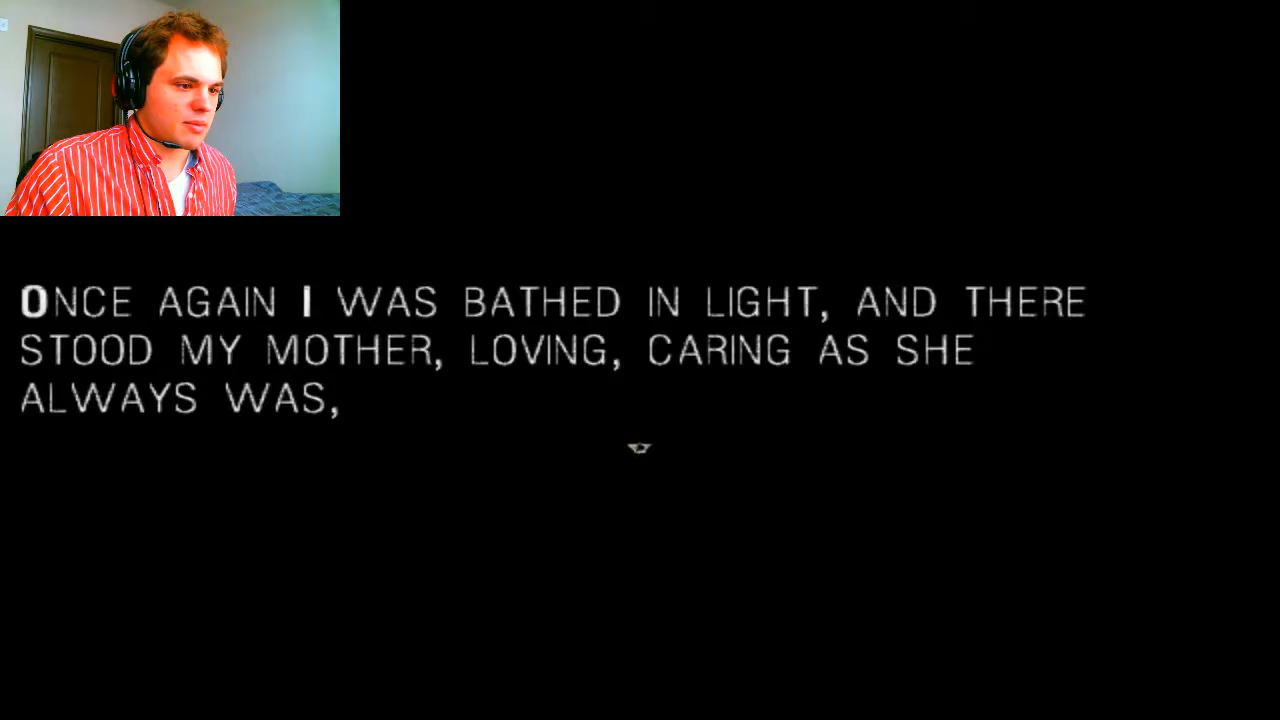 ONCE AGAIN I WAS BATHED IN LIGHT, AND THERE
STOOD MY MOTHER, LOVING, CARING AS SHE
ALWAYS WAS,